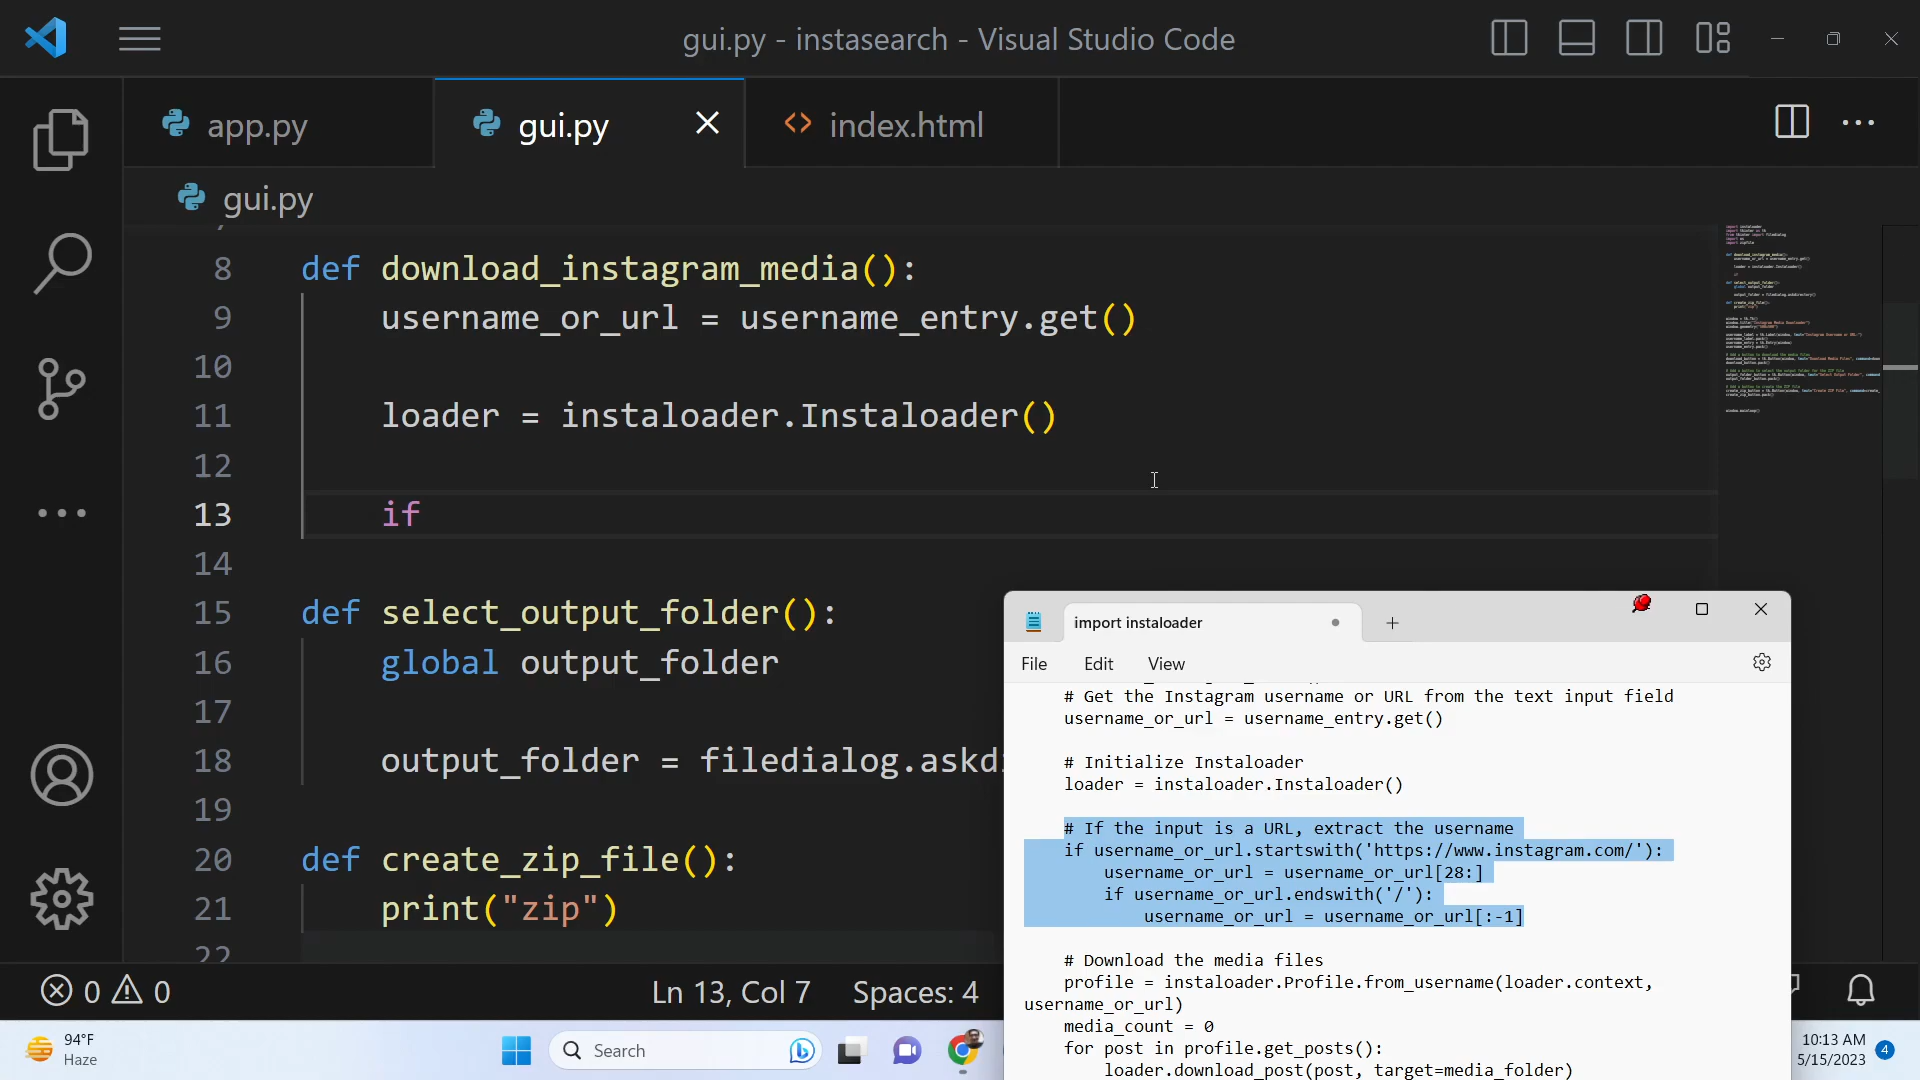 gui.py - instasearch - Visual Studio Code
app.py
gui.py
index.html
gui.py
8 def download_instagram_media():
9 username_or_url = username_entry.get()
10
11 loader = instaloader.Instaloader()
12
13 if
14
15 def select_output_folder():
16 global output_folder
17
18 output_folder = filedialog.askdi
19
20 def create_zip_file():
21 print("zip")
22
0 0
Ln 13, Col 7
Spaces: 4
import instaloader
File Edit View
# Get the Instagram username or URL from the text input field
username_or_url = username_entry.get()
# Initialize Instaloader
loader = instaloader.Instaloader()
# If the input is a URL, extract the username
if username_or_url.startswith('https://www.instagram.com/'):
username_or_url = username_or_url[28:]
if username_or_url.endswith('/'):
username_or_url = username_or_url[:-1]
# Download the media files
profile = instaloader.Profile.from_username(loader.context,
username_or_url)
media_count = 0
for post in profile.get_posts():
loader.download_post(post, target=media_folder)
94°F
Haze
Search
10:13 AM
5/15/2023
4